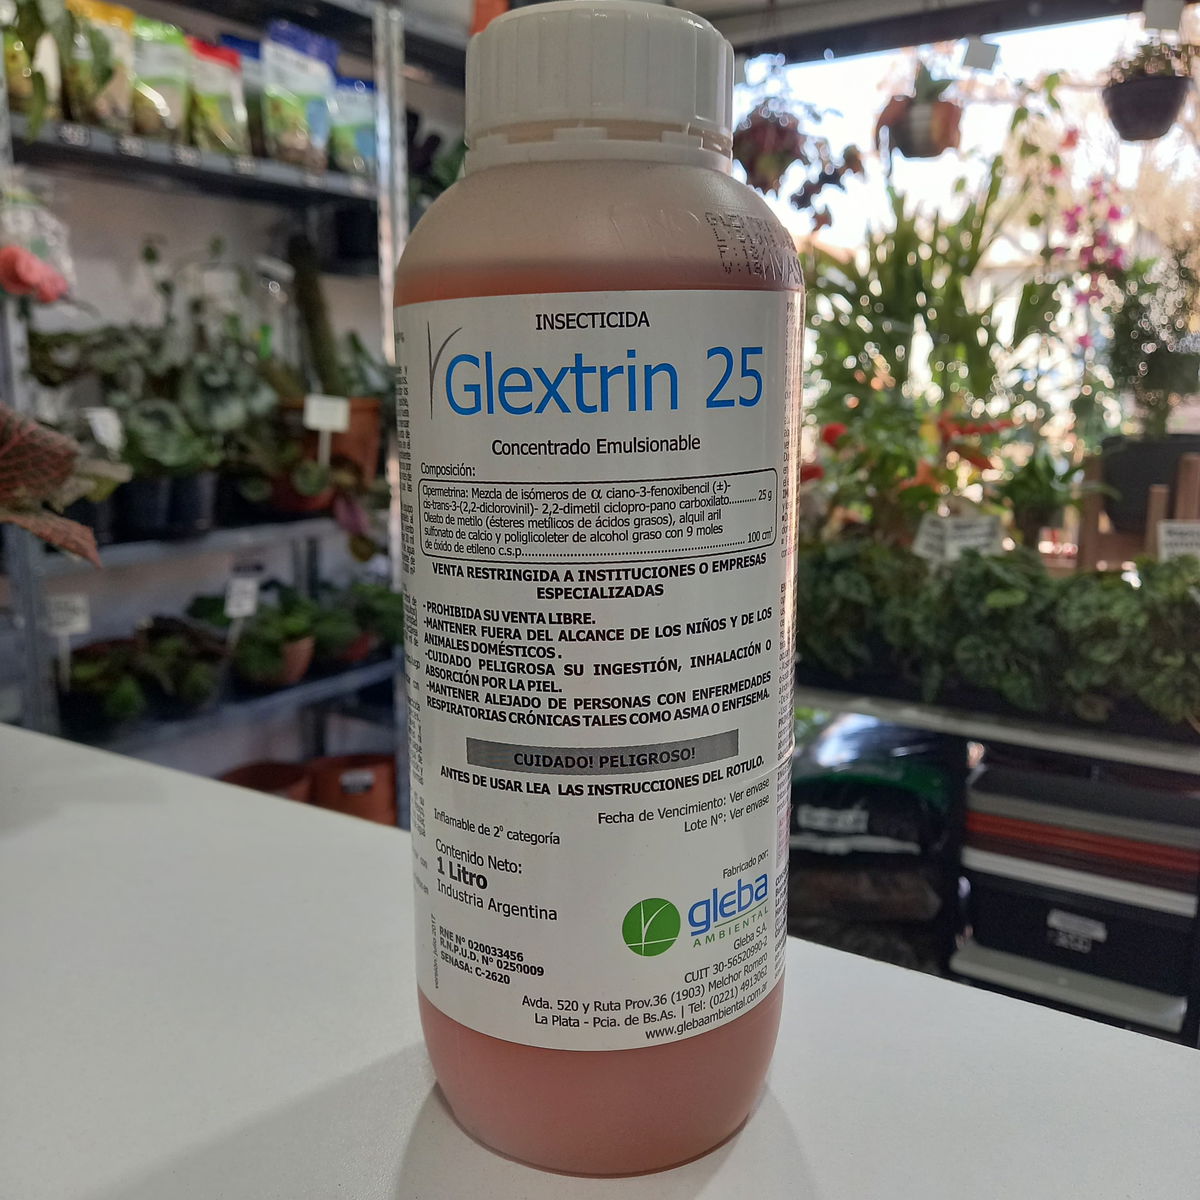 INSECTICIDA
Glextrin 25
Concentrado Emulsionable
Composición:
Cipermetrina: Mezcla de isómeros de α ciano-3-fenoxibencil (±)-
cis-trans-3-(2,2-diclorovinil)- 2,2-dimetil ciclopro-pano carboxilato........... 25 g
Oleato de metilo (ésteres metílicos de ácidos grasos), alquil aril
sulfonato de calcio y poliglicoleter de alcohol graso con 9 moles
de óxido de etileno c.s.p............................................................ 100 cm³
VENTA RESTRINGIDA A INSTITUCIONES O EMPRESAS
ESPECIALIZADAS
-PROHIBIDA SU VENTA LIBRE.
-MANTENER FUERA DEL ALCANCE DE LOS NIÑOS Y DE LOS
ANIMALES DOMÉSTICOS .
-CUIDADO PELIGROSA SU INGESTIÓN, INHALACIÓN O
ABSORCIÓN POR LA PIEL.
-MANTENER ALEJADO DE PERSONAS CON ENFERMEDADES
RESPIRATORIAS CRÓNICAS TALES COMO ASMA O ENFISEMA.
CUIDADO! PELIGROSO!
ANTES DE USAR LEA LAS INSTRUCCIONES DEL ROTULO.
Fecha de Vencimiento: Ver envase
Lote N°: Ver envase
Inflamable de 2º categoría
Contenido Neto:
1 Litro
Industria Argentina
Fabricado por:
gleba
AMBIENTAL
Gleba S.A.
CUIT 30-56520990-2
RNE N° 020033456
R.N.P.U.D. N° 0250009
SENASA: C-2620
versión Julio 2017
Avda. 520 y Ruta Prov.36 (1903) Melchor Romero
La Plata - Pcia. de Bs.As. | Tel: (0221) 4913062
www.glebaambiental.com.ar